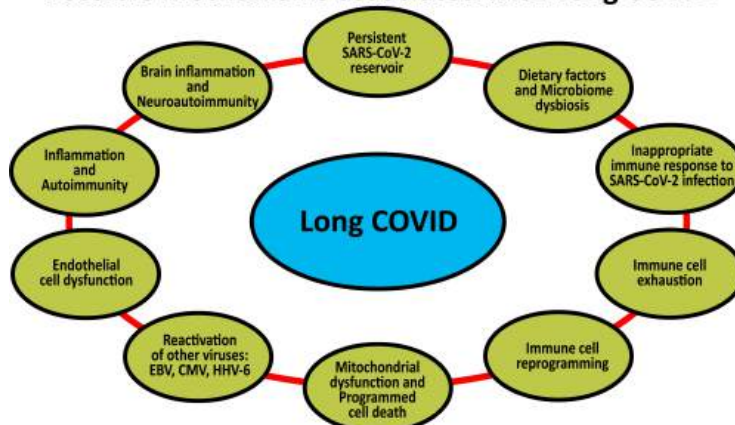 Persistent
SARS-CoV-2
reservoir
Dietary factors
and Microbiome
dysbiosis
Inappropriate
immune response to
SARS-CoV-2 infection
Immune cell
exhaustion
Immune cell
reprogramming
Mitochondrial
dysfunction and
Programmed
cell death
Reactivation
of other viruses:
EBV, CMV, HHV-6
Endothelial
cell dysfunction
Inflammation
and
Autoimmunity
Brain inflammation
and
Neuroautoimmunity
Long COVID